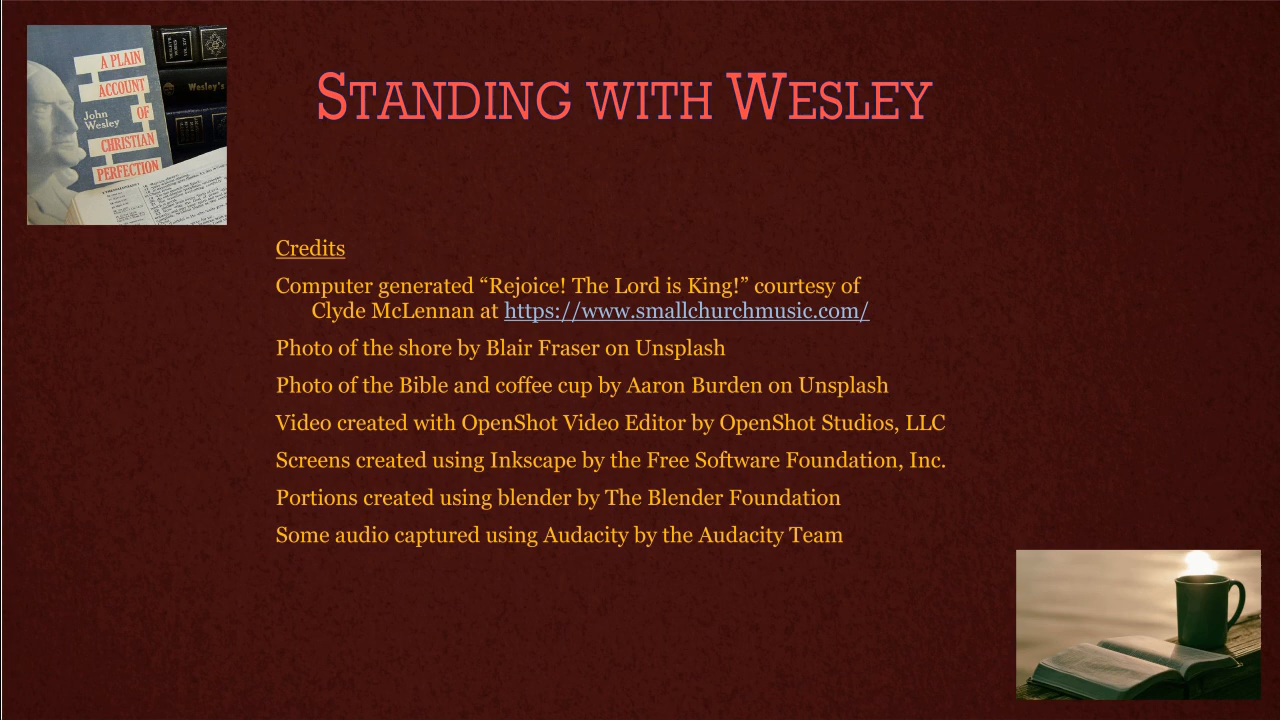 A PLAIN
ACCOUNT
John
Wesley
OF
CHRISTIAN
PERFECTION
Wesley's
STANDING WITH WESLEY
Credits
Computer generated “Rejoice! The Lord is King!” courtesy of
Clyde McLennan at https://www.smallchurchmusic.com/
Photo of the shore by Blair Fraser on Unsplash
Photo of the Bible and coffee cup by Aaron Burden on Unsplash
Video created with OpenShot Video Editor by OpenShot Studios, LLC
Screens created using Inkscape by the Free Software Foundation, Inc.
Portions created using blender by The Blender Foundation
Some audio captured using Audacity by the Audacity Team